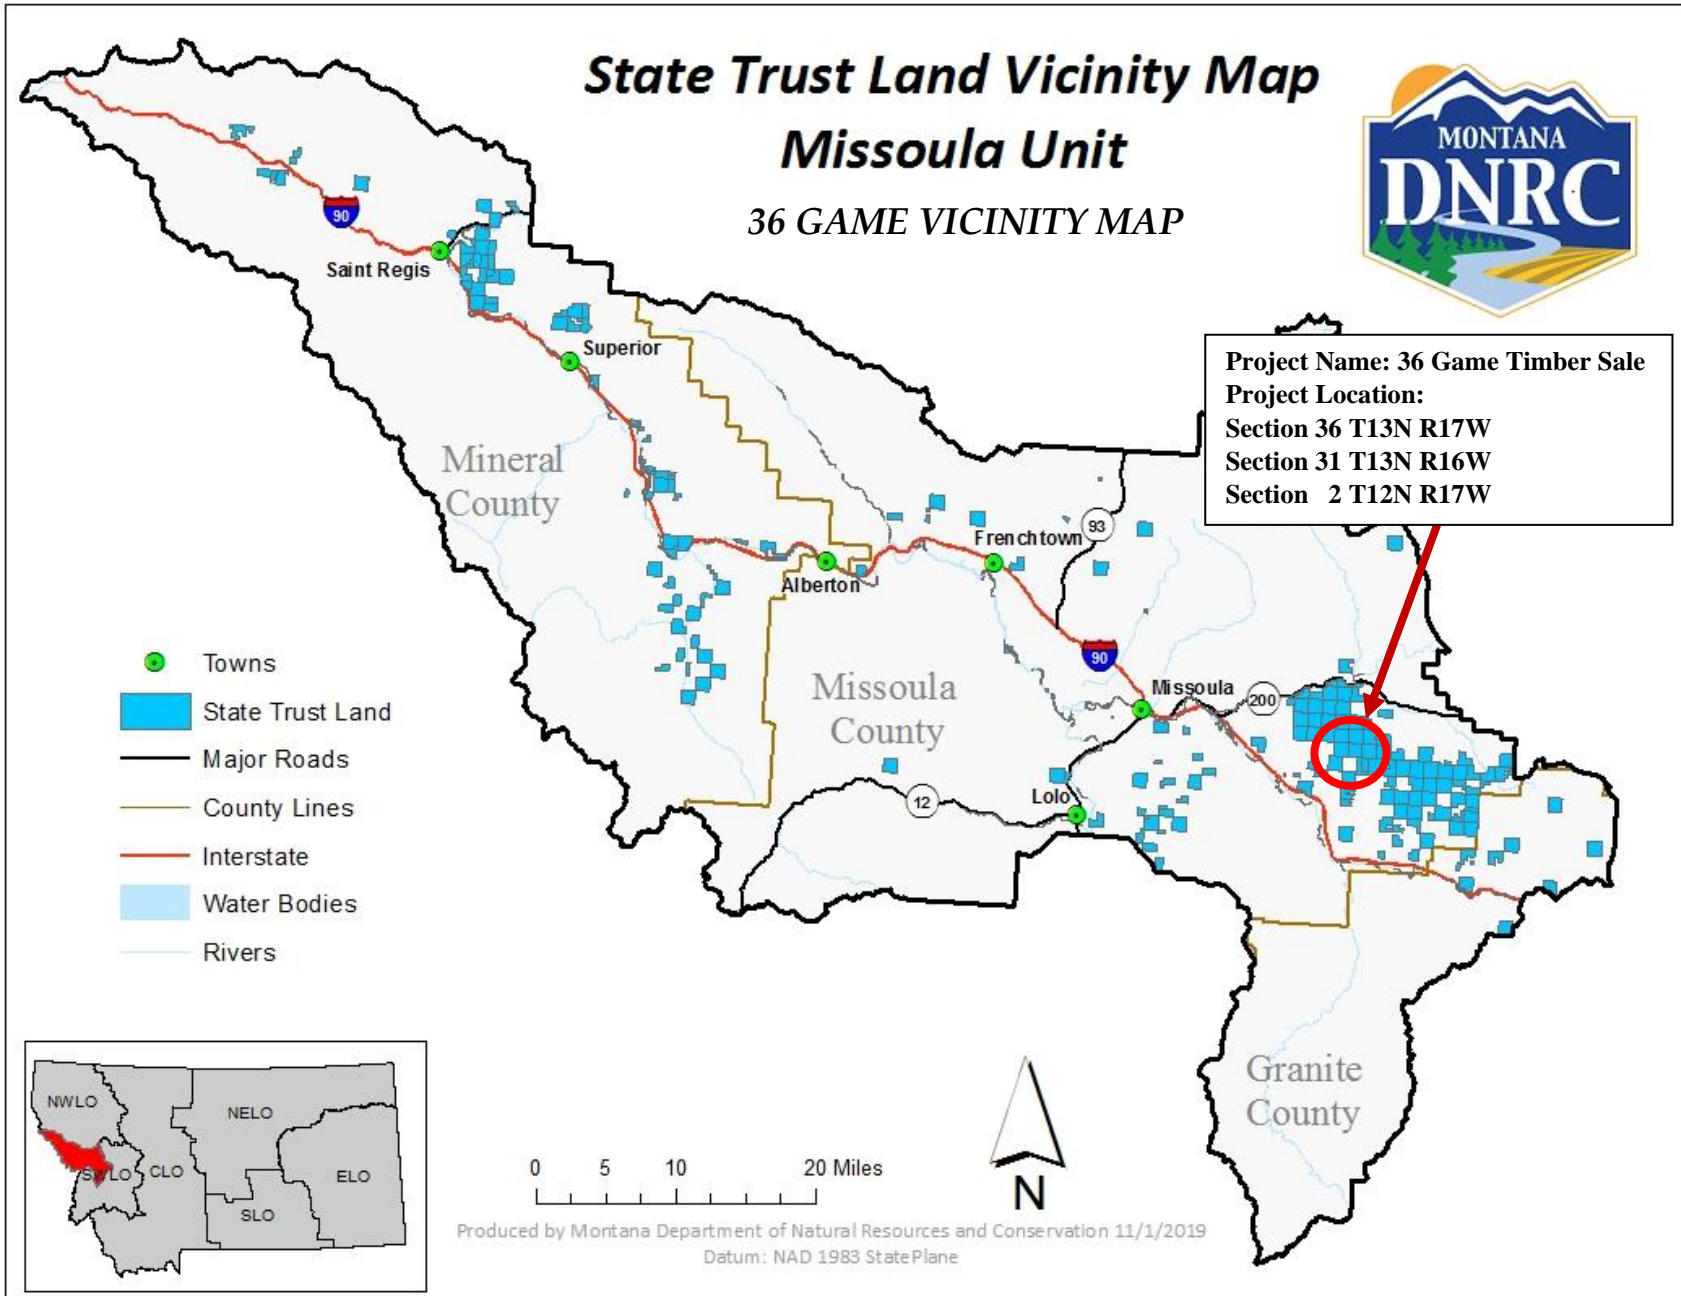 State Trust Land Vicinity Map
Missoula Unit
36 GAME VICINITY MAP
MONTANA
DNRC
Project Name: 36 Game Timber Sale
Project Location:
Section 36 T13N R17W
Section 31 T13N R16W
Section   2 T12N R17W
90
Saint Regis
Superior
Mineral
County
93
Frenchtown
Alberton
90
Missoula
200
Missoula
County
12
Lolo
Granite
County
Towns
State Trust Land
Major Roads
County Lines
Interstate
Water Bodies
Rivers
NWLO
SWLO
CLO
NELO
ELO
SLO
0 5 10 20 Miles
N
Produced by Montana Department of Natural Resources and Conservation 11/1/2019
Datum: NAD 1983 StatePlane